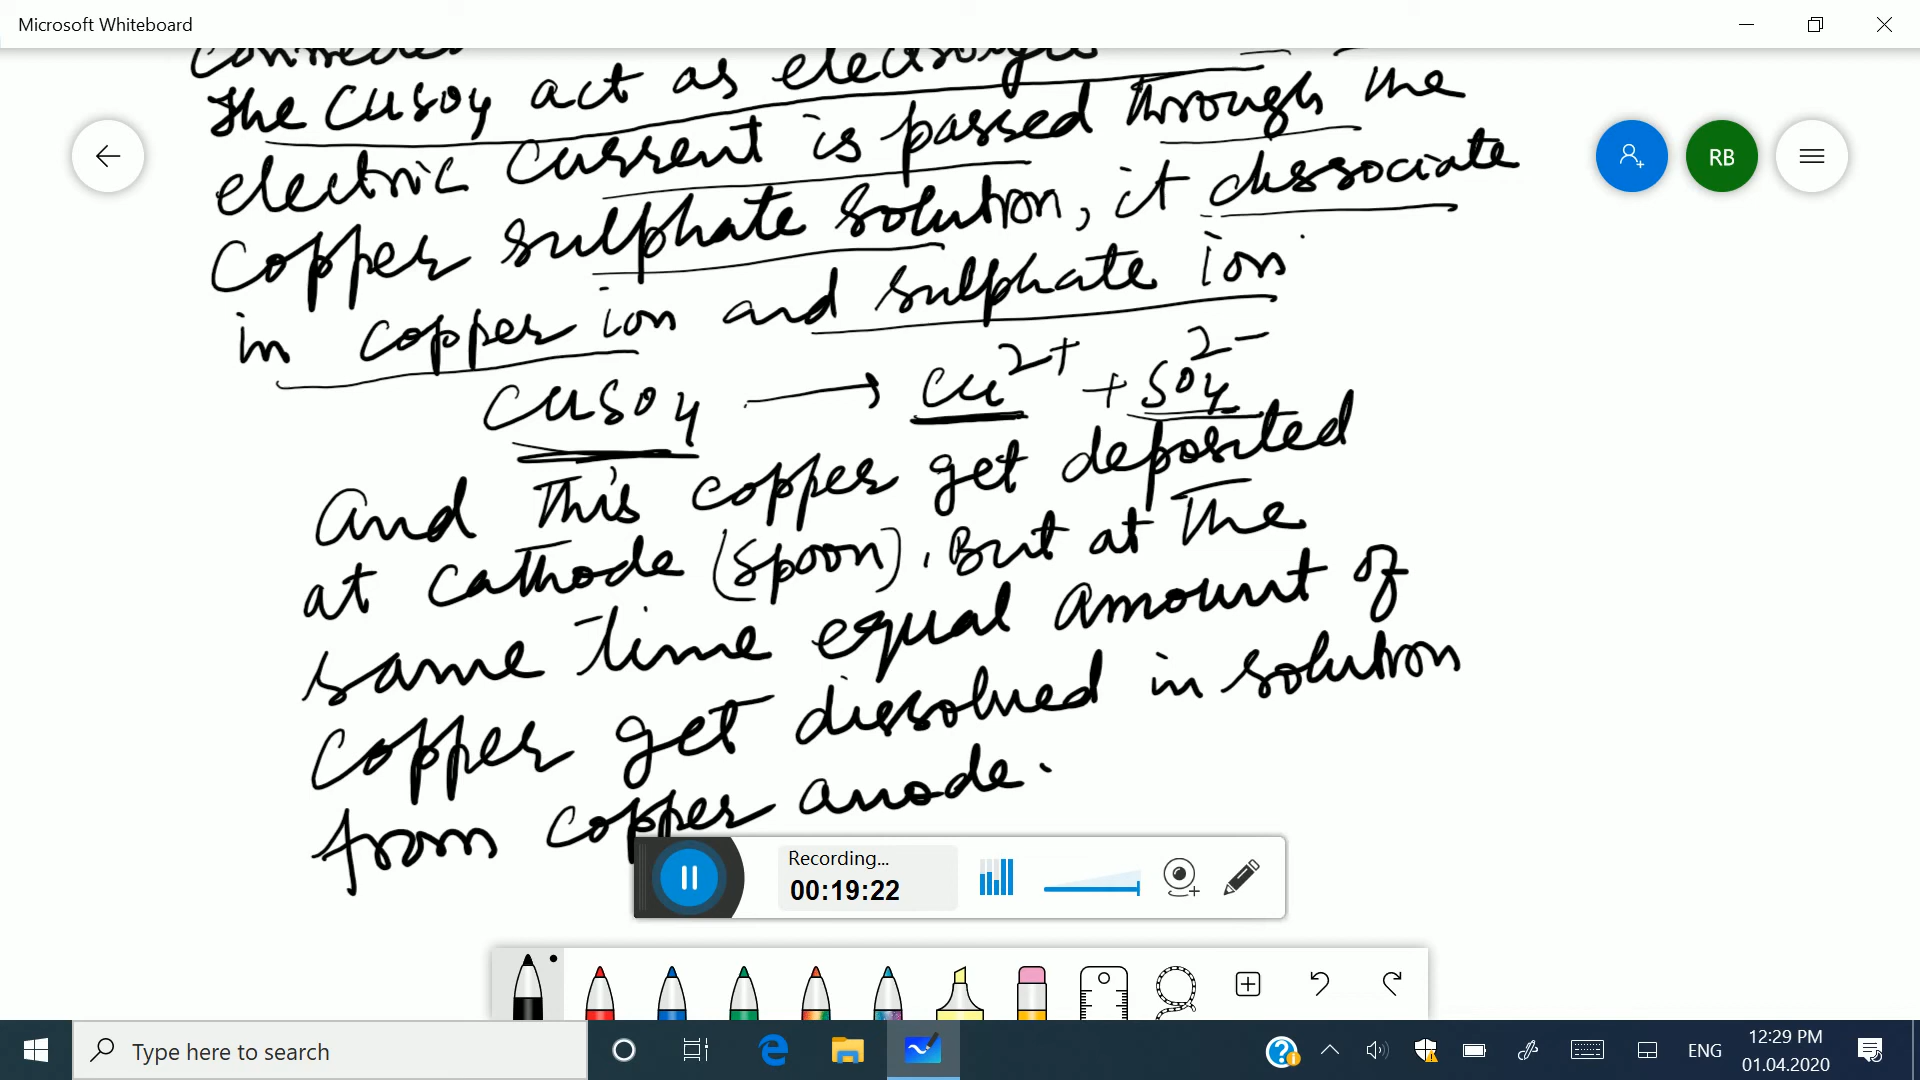 Microsoft Whiteboard
The CuSO4 act as
electric current is passed through the
copper sulphate solution, it dissociate
in copper ion and sulphate ion
CuSO4 → Cu2+ + SO4 2-
And This copper get deposited
at cathode (spoon). But at the
same time equal amount of
copper get dissolved in solution
from copper anode.
RB
Recording...
00:19:22
Type here to search
ENG
12:29 PM
01.04.2020